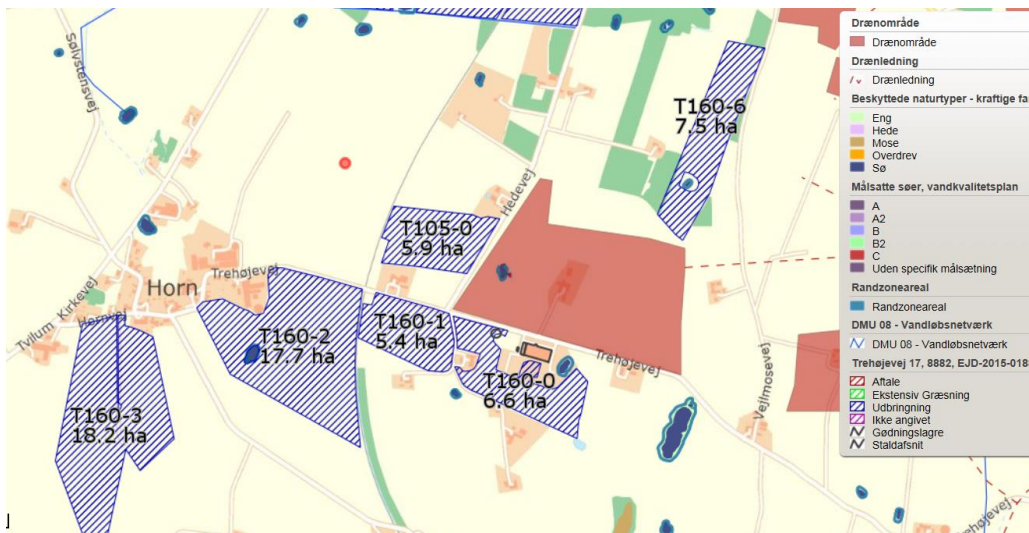 Sølvstensvej
T160-6
7.5 ha
Hedevej
T105-0
5.9 ha
Trehøjevej
Horn
Tvilum Kirkevej
Hornvej
T160-2
17.7 ha
T160-1
5.4 ha
Trehøjevej
T160-0
6.6 ha
Vejlmosevej
T160-3
18.2 ha
Trehøjevej
Drænområde
Drænområde
Drænledning
Drænledning
Beskyttede naturtyper - kraftige fa
Eng
Hede
Mose
Overdrev
Sø
Målsatte søer, vandkvalitetsplan
A
A2
B
B2
C
Uden specifik målsætning
Randzoneareal
Randzoneareal
DMU 08 - Vandløbsnetværk
DMU 08 - Vandløbsnetværk
Trehøjevej 17, 8882, EJD-2015-018
Aftale
Ekstensiv Græsning
Udbringning
Ikke angivet
Gødningslagre
Staldafsnit